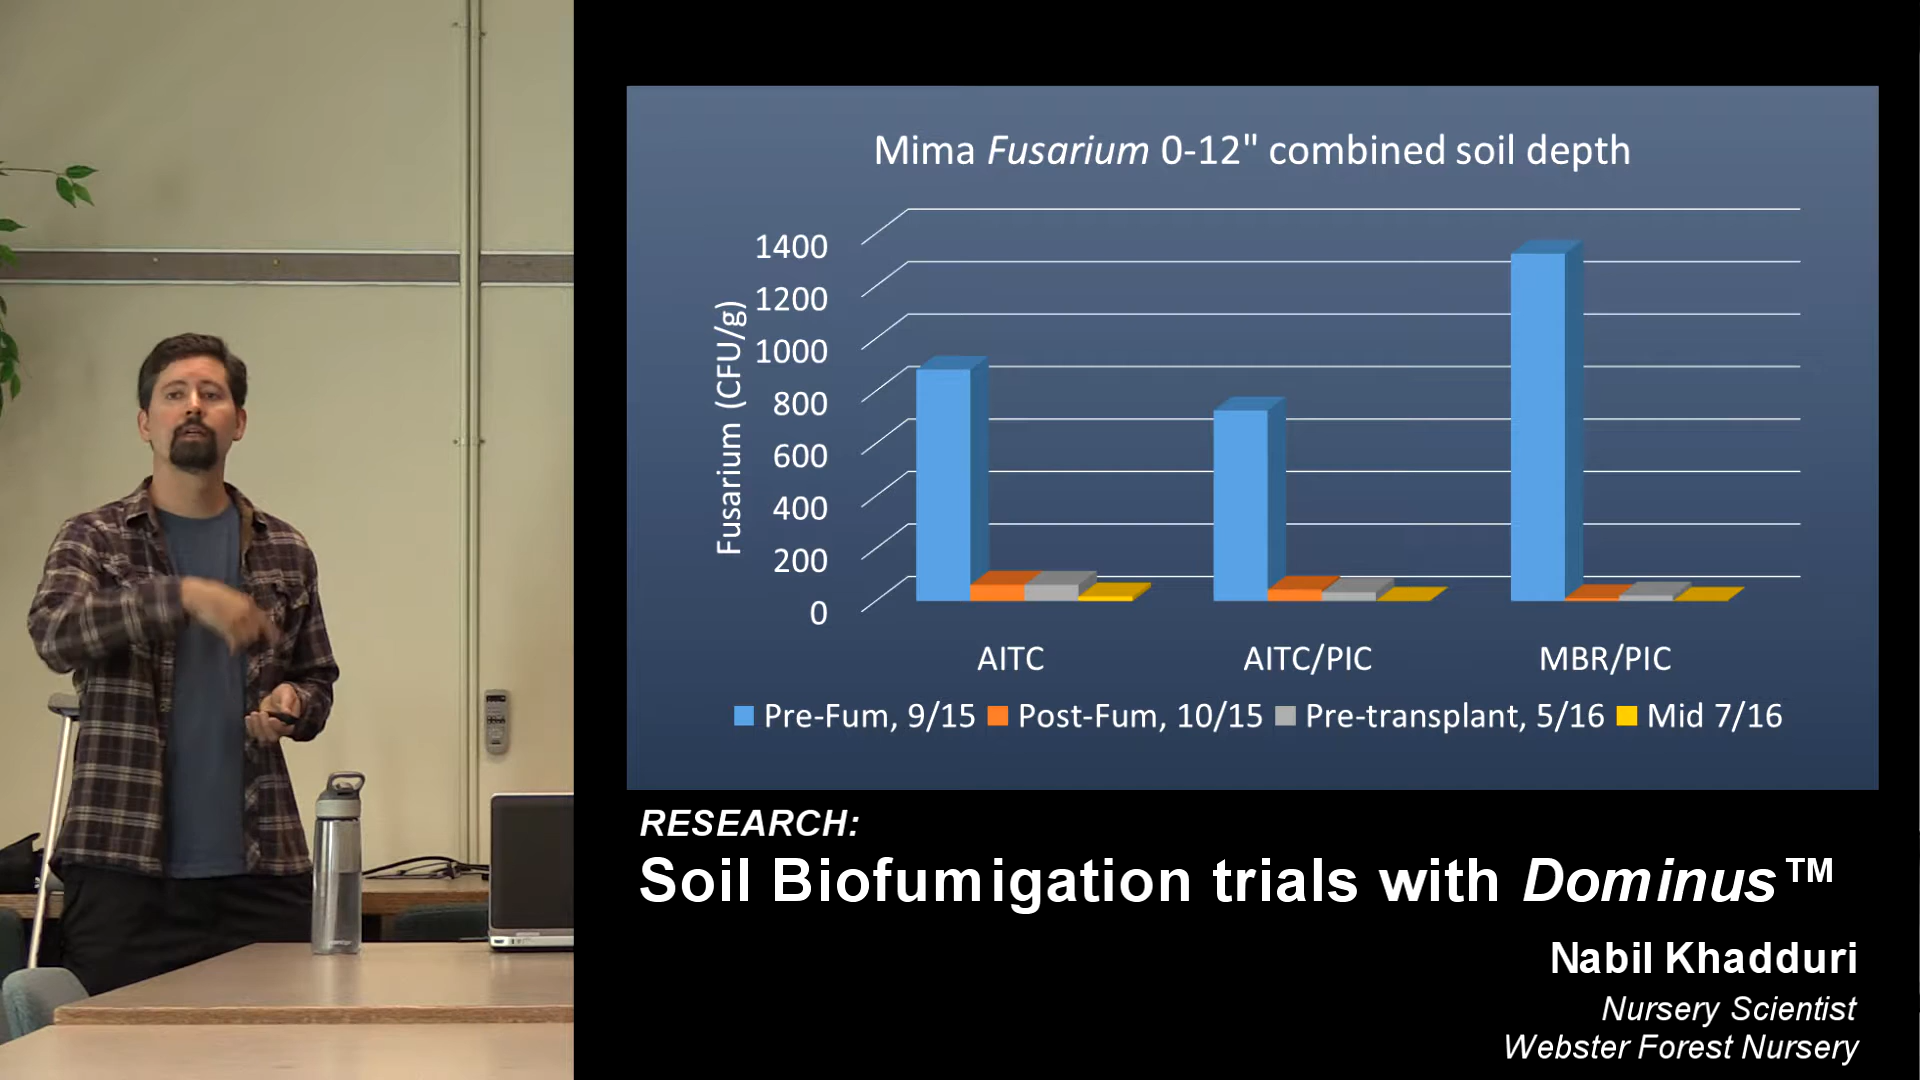 Mima Fusarium 0-12" combined soil depth
Fusarium (CFU/g)
1400
1200
1000
800
600
400
200
0
AITC
AITC/PIC
MBR/PIC
Pre-Fum, 9/15
Post-Fum, 10/15
Pre-transplant, 5/16
Mid 7/16
RESEARCH:
Soil Biofumigation trials with Dominus™
Nabil Khadduri
Nursery Scientist
Webster Forest Nursery